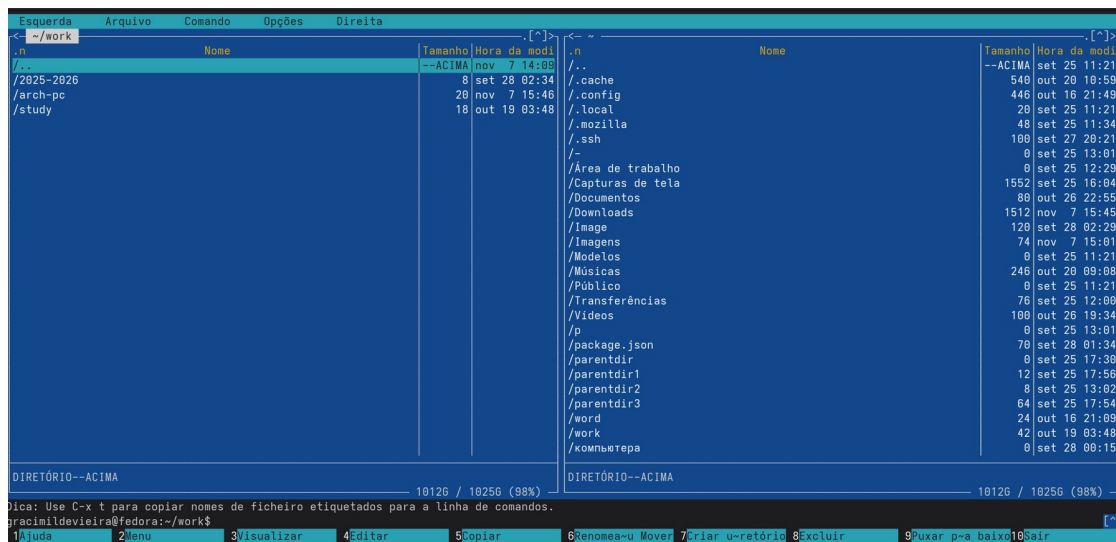 Esquerda Arquivo Comando Opções Direita
<— ~/work .[^]>
.n Nome Tamanho Hora da modi
/.. --ACIMA nov 7 14:09
/2025-2026 8 set 28 02:34
/arch-pc 20 nov 7 15:46
/study 18 out 19 03:48
DIRETÓRIO--ACIMA
1012G / 1025G (98%)
<— ~ .[^]>
.n Nome Tamanho Hora da modi
/.. --ACIMA set 25 11:21
/.cache 540 out 20 10:59
/.config 446 out 16 21:49
/.local 20 set 25 11:21
/.mozilla 48 set 25 11:34
/.ssh 100 set 27 20:21
/- 0 set 25 13:01
/Área de trabalho 0 set 25 12:29
/Capturas de tela 1552 set 25 16:04
/Documentos 80 out 26 22:55
/Downloads 1512 nov 7 15:45
/Image 120 set 28 02:29
/Imagens 74 nov 7 15:01
/Modelos 0 set 25 11:21
/Músicas 246 out 20 09:08
/Público 0 set 25 11:21
/Transferências 76 set 25 12:00
/Vídeos 100 out 26 19:34
/p 0 set 25 13:01
/package.json 70 set 28 01:34
/parentdir 0 set 25 17:30
/parentdir1 12 set 25 17:56
/parentdir2 8 set 25 13:02
/parentdir3 64 set 25 17:54
/word 24 out 16 21:09
/work 42 out 19 03:48
/компьютера 0 set 28 00:15
DIRETÓRIO--ACIMA
1012G / 1025G (98%)
Dica: Use C-x t para copiar nomes de ficheiro etiquetados para a linha de comandos.
gracimildevieira@fedora:~/work$ [^
1Ajuda 2Menu 3Visualizar 4Editar 5Copiar 6Renomea~u Mover 7Criar u~retório 8Excluir 9Puxar p~a baixo 10Sair